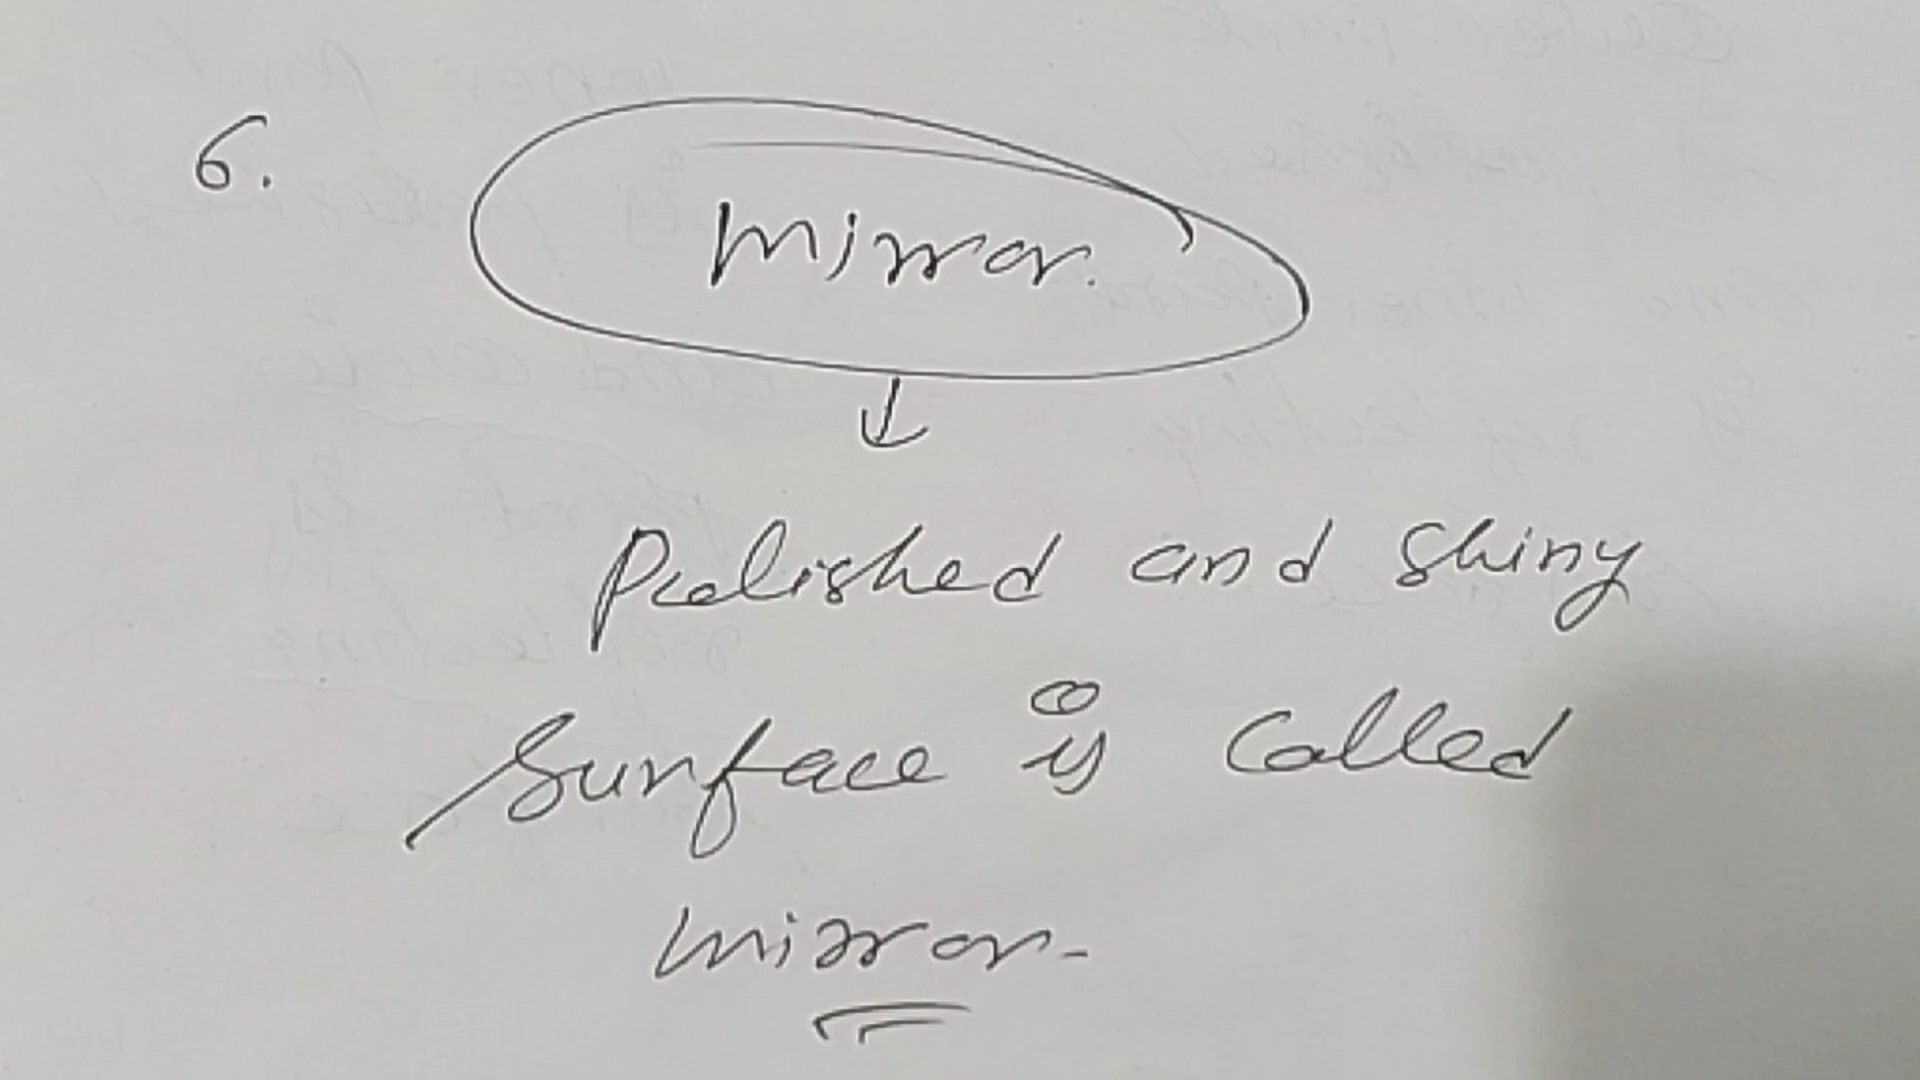 6.
Mirror.
↓
Polished and shiny
surface is called
mirror-